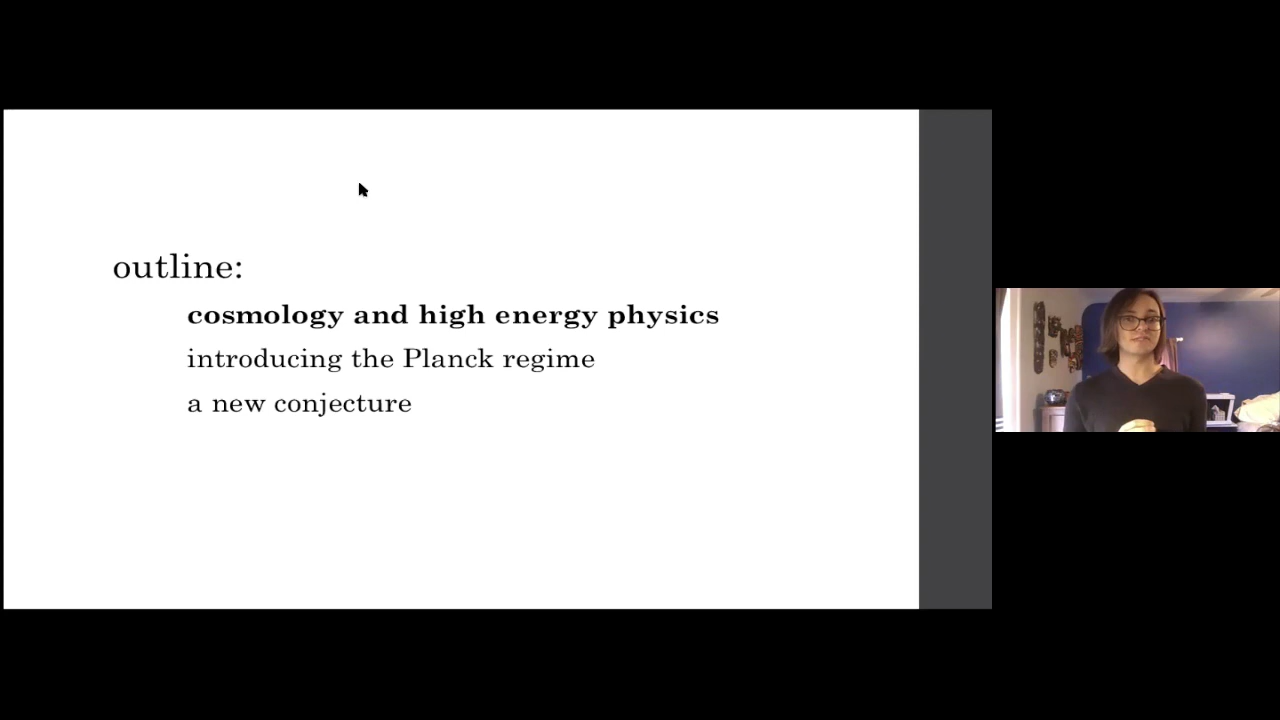 outline:
cosmology and high energy physics
introducing the Planck regime
a new conjecture